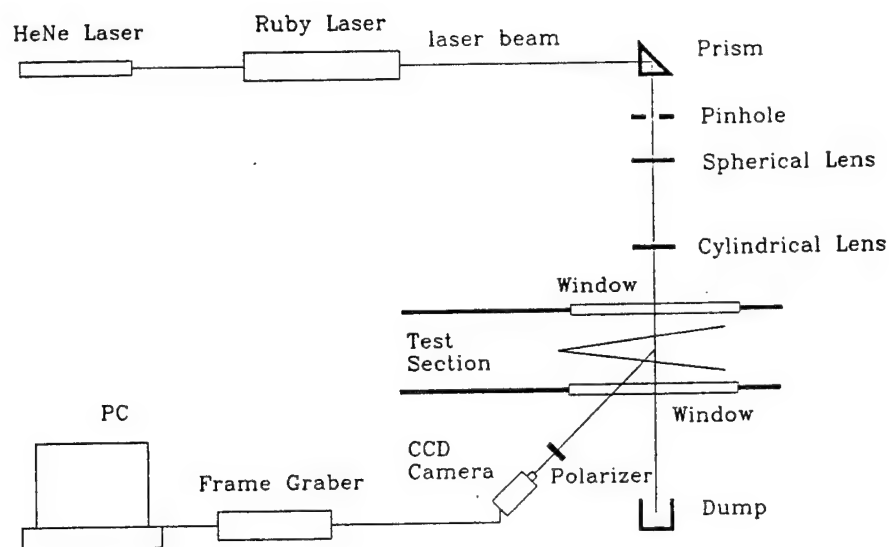 HeNe Laser
Ruby Laser
laser beam
Prism
Pinhole
Spherical Lens
Cylindrical Lens
Window
Test
Section
Window
PC
CCD
Camera
Polarizer
Frame Graber
Dump